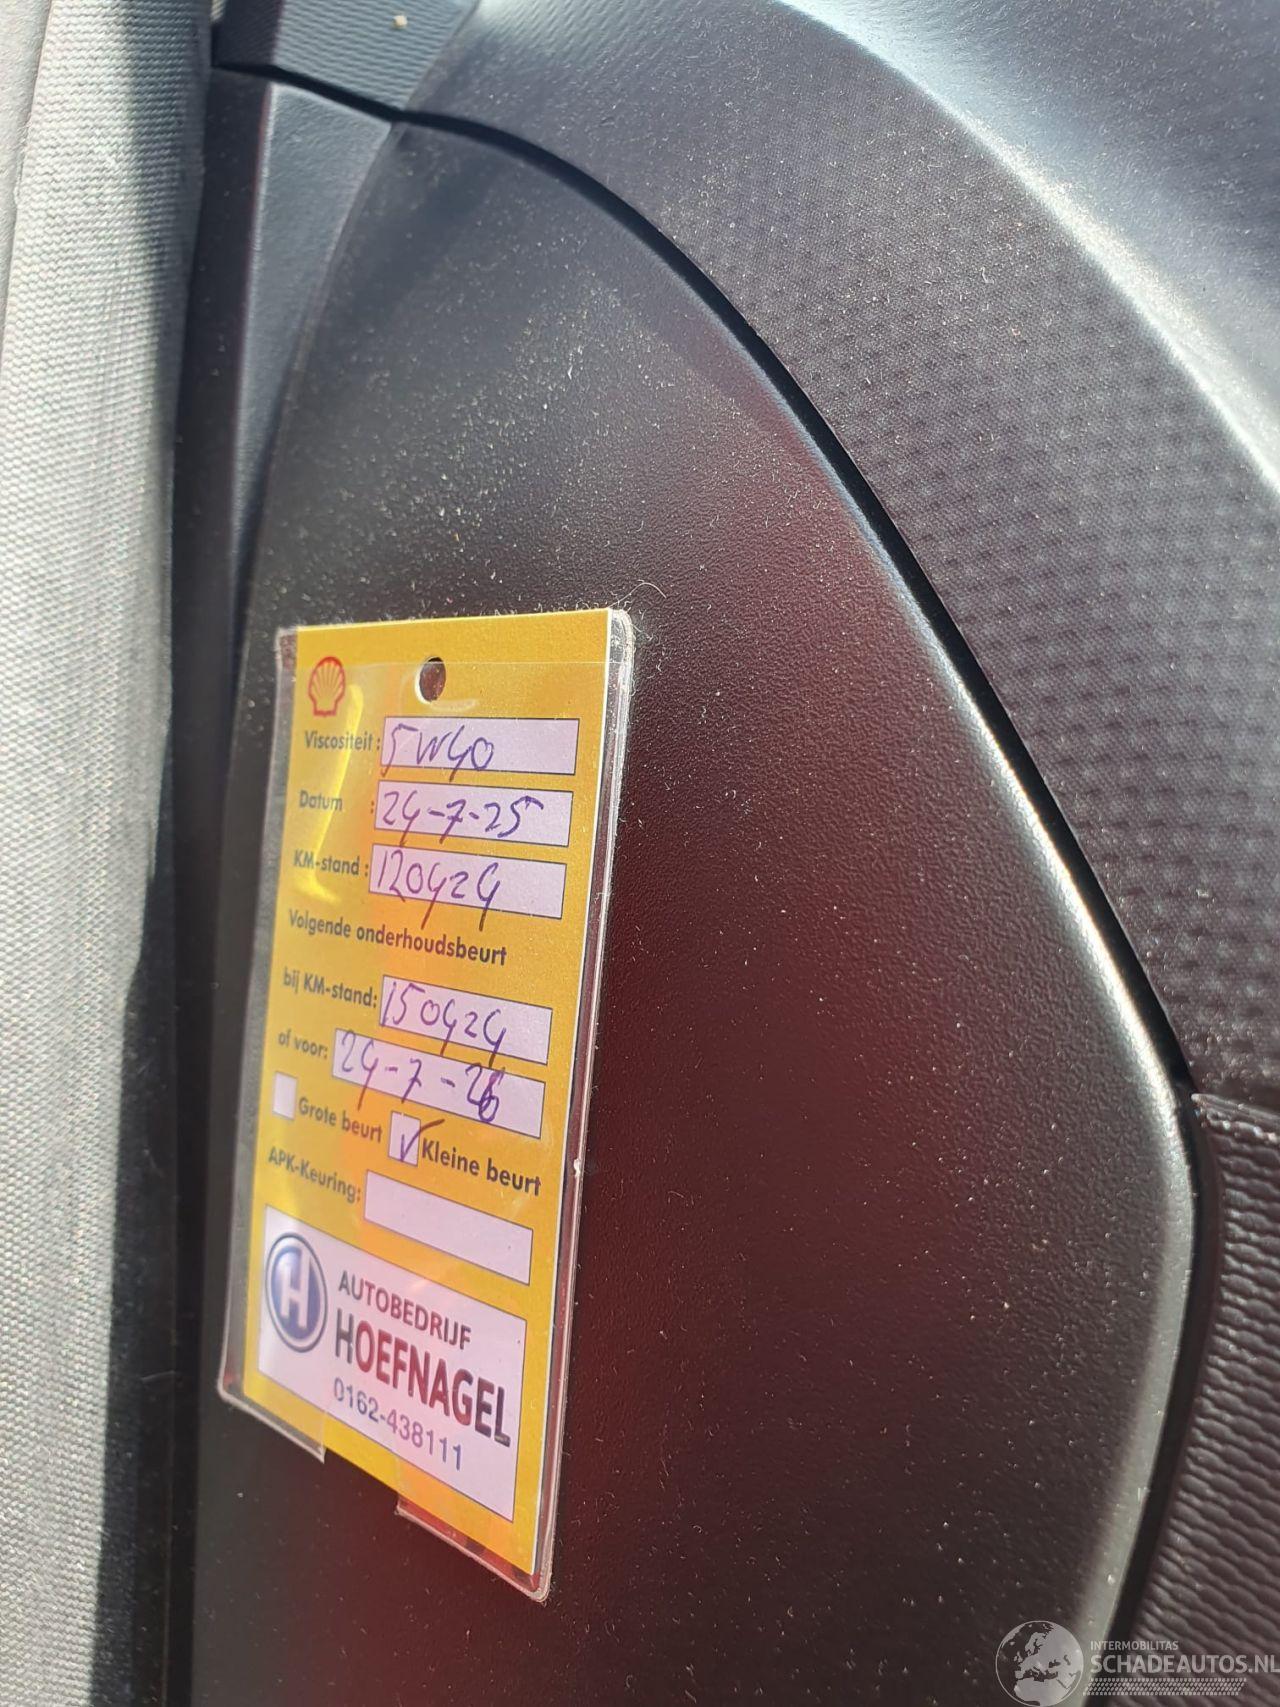 Viscositeit : 5W40
Datum : 24-7-25
KM-stand : 120424
Volgende onderhoudsbeurt
bij KM-stand: 150424
of voor: 24-7-26
Grote beurt Kleine beurt
APK-Keuring:
H AUTOBEDRIJF
HOEFNAGEL
0162-438111
INTERMOBILITAS
SCHADEAUTOS.NL